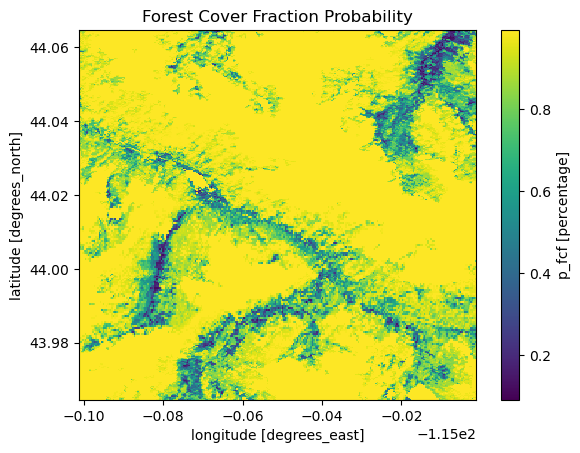 Forest Cover Fraction Probability
44.06
44.04
44.02
44.00
43.98
latitude [degrees_north]
−0.10
−0.08
−0.06
−0.04
−0.02
−1.15e2
longitude [degrees_east]
0.8
0.6
0.4
0.2
p_fcf [percentage]